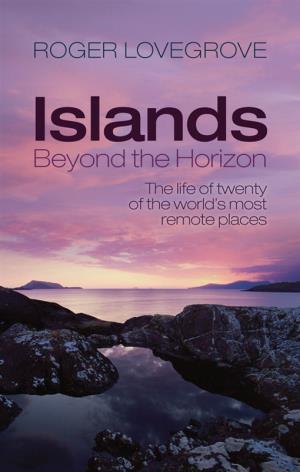 ROGER LOVEGROVE
Islands
Beyond the Horizon
The life of twenty
of the world's most
remote places